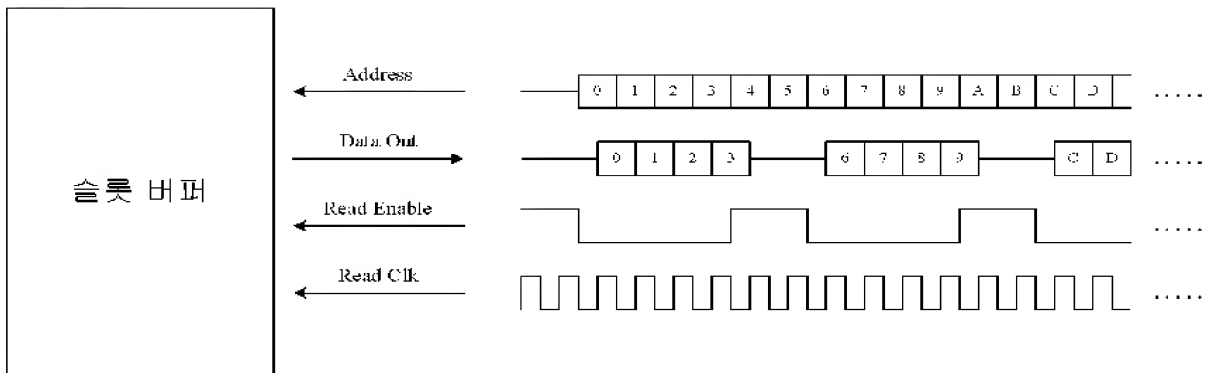 Address
0 1 2 3 4 5 6 7 8 9 A B C D .....
Data Out
0 1 2 3 6 7 8 9 C D .....
슬롯 버퍼
Read Enable
.....
Read Clk
.....